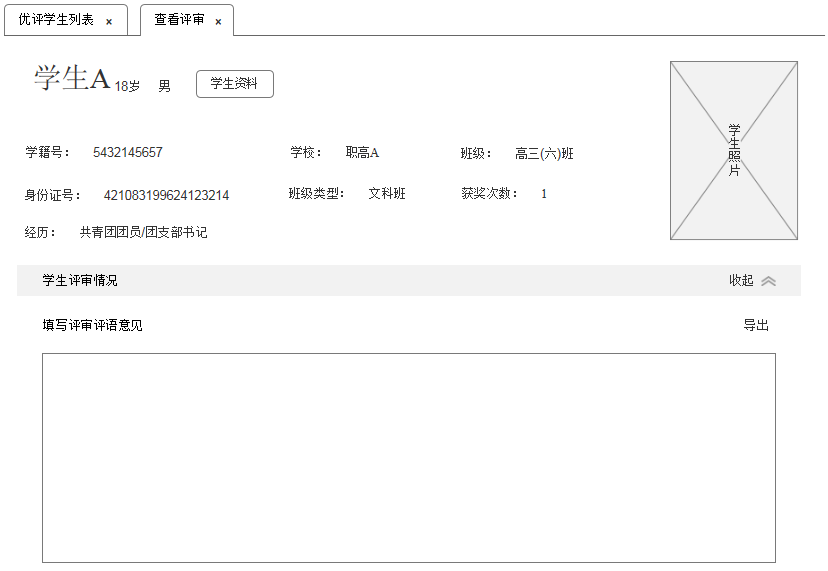 优评学生列表 × 查看评审 ×
学生A 18岁 男 学生资料
学生照片
学籍号： 5432145657 学校： 职高A 班级： 高三(六)班
身份证号： 421083199624123214 班级类型： 文科班 获奖次数： 1
经历： 共青团团员/团支部书记
学生评审情况 收起
填写评审评语意见 导出